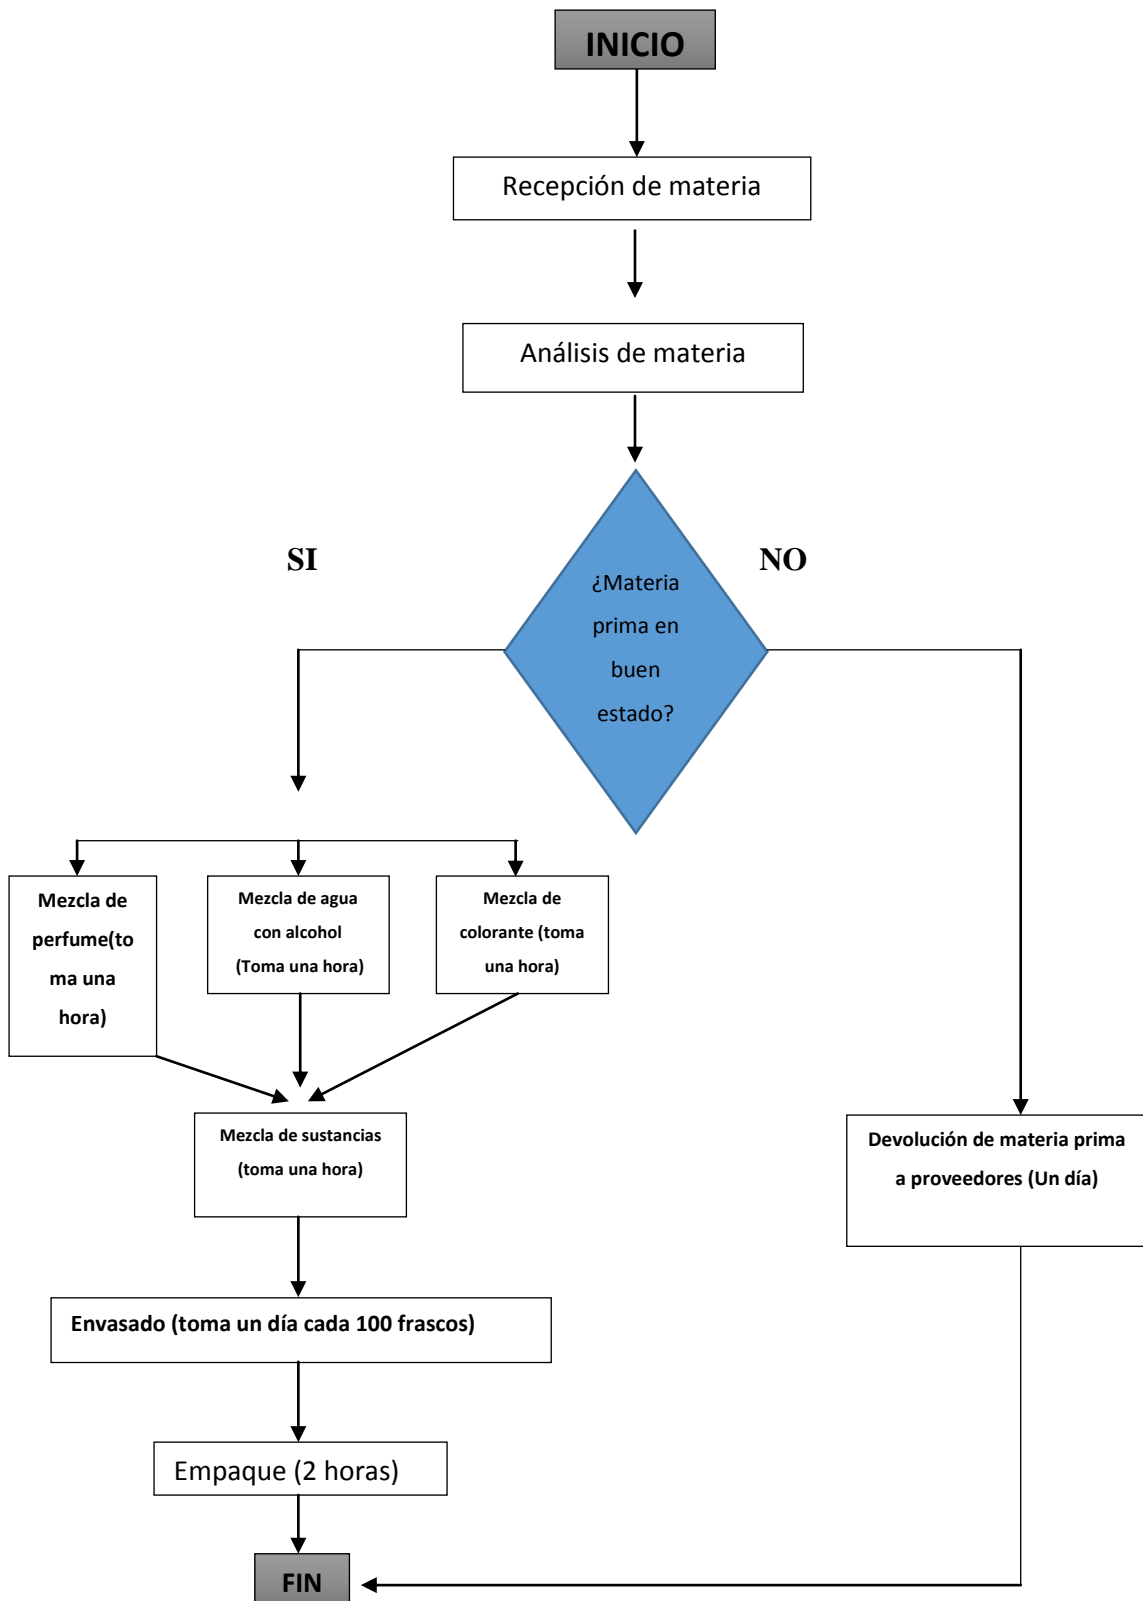 INICIO
Recepción de materia
Análisis de materia
SI
NO
¿Materia
prima en
buen
estado?
Mezcla de
perfume(to
ma una
hora)
Mezcla de agua
con alcohol
(Toma una hora)
Mezcla de
colorante (toma
una hora)
Mezcla de sustancias
(toma una hora)
Devolución de materia prima
a proveedores (Un día)
Envasado (toma un día cada 100 frascos)
Empaque (2 horas)
FIN